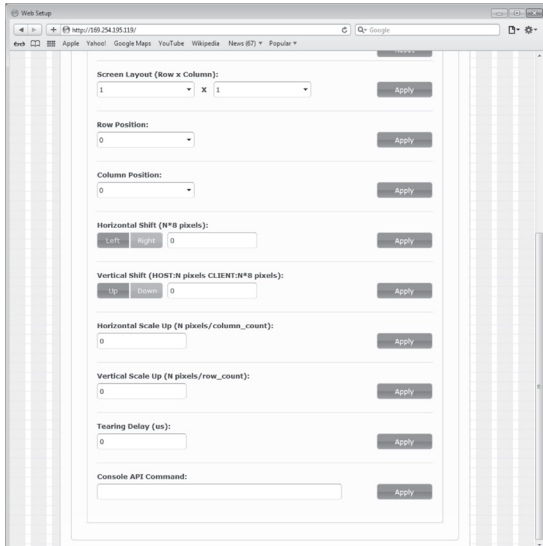 Web Setup
http://169.254.195.119/
Google
Apple Yahoo! Google Maps YouTube Wikipedia News (67) Popular
Screen Layout (Row x Column):
1 X 1 Apply
Row Position:
0 Apply
Column Position:
0 Apply
Horizontal Shift (N*8 pixels):
Left Right 0 Apply
Vertical Shift (HOST:N pixels CLIENT:N*8 pixels):
Up Down 0 Apply
Horizontal Scale Up (N pixels/column_count):
0 Apply
Vertical Scale Up (N pixels/row_count):
0 Apply
Tearing Delay (us):
0 Apply
Console API Command:
Apply